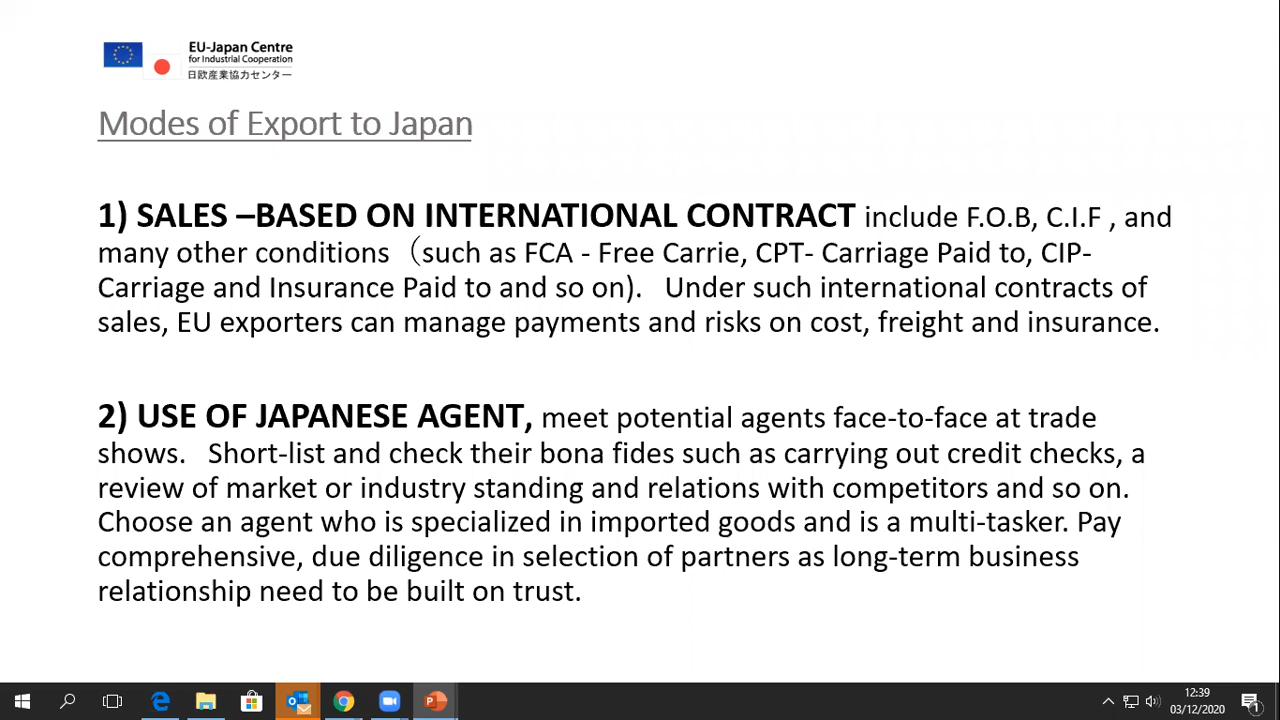 EU-Japan Centre
for Industrial Cooperation
日欧産業協力センター
Modes of Export to Japan
1) SALES –BASED ON INTERNATIONAL CONTRACT include F.O.B, C.I.F , and
many other conditions（such as FCA - Free Carrie, CPT- Carriage Paid to, CIP-
Carriage and Insurance Paid to and so on). Under such international contracts of
sales, EU exporters can manage payments and risks on cost, freight and insurance.
2) USE OF JAPANESE AGENT, meet potential agents face-to-face at trade
shows. Short-list and check their bona fides such as carrying out credit checks, a
review of market or industry standing and relations with competitors and so on.
Choose an agent who is specialized in imported goods and is a multi-tasker. Pay
comprehensive, due diligence in selection of partners as long-term business
relationship need to be built on trust.
12:39
03/12/2020
1